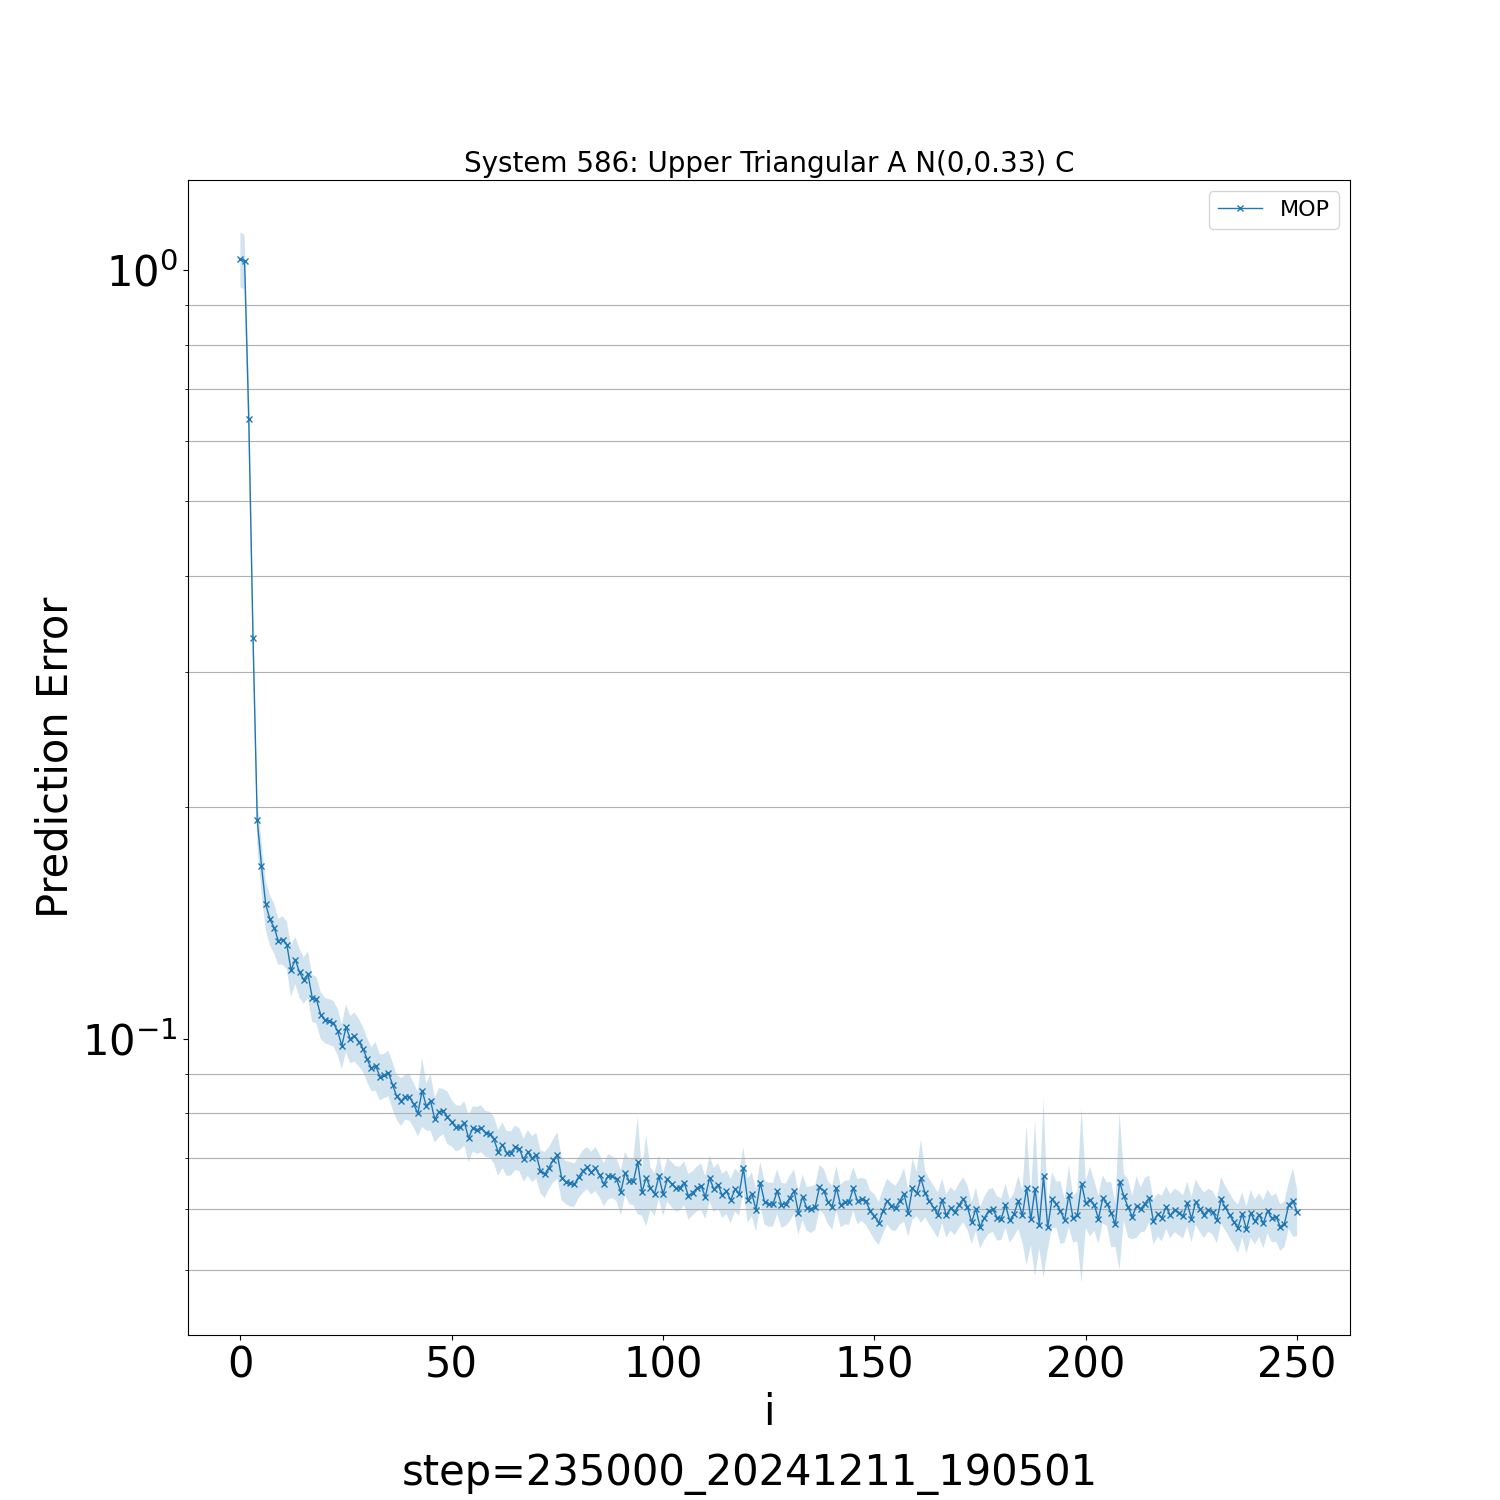 System 586: Upper Triangular A N(0,0.33) C
MOP
10⁰
10⁻¹
Prediction Error
0 50 100 150 200 250
i
step=235000_20241211_190501